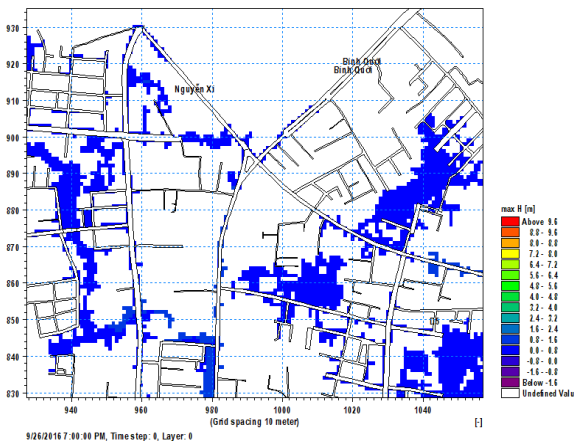 930
920
910
900
890
880
870
860
850
840
830
Nguyễn Xí
Bình Quới
Bình Quới
940
960
980
1000
1020
1040
(Grid spacing 10 meter)
[-]
max H [m]
Above 9.6
8.8 - 9.6
8.0 - 8.8
7.2 - 8.0
6.4 - 7.2
5.6 - 6.4
4.8 - 5.6
4.0 - 4.8
3.2 - 4.0
2.4 - 3.2
1.6 - 2.4
0.8 - 1.6
0.0 - 0.8
-0.8 - 0.0
-1.6 - -0.8
Below -1.6
Undefined Valu
9/26/2016 7:00:00 PM, Time step: 0, Layer: 0